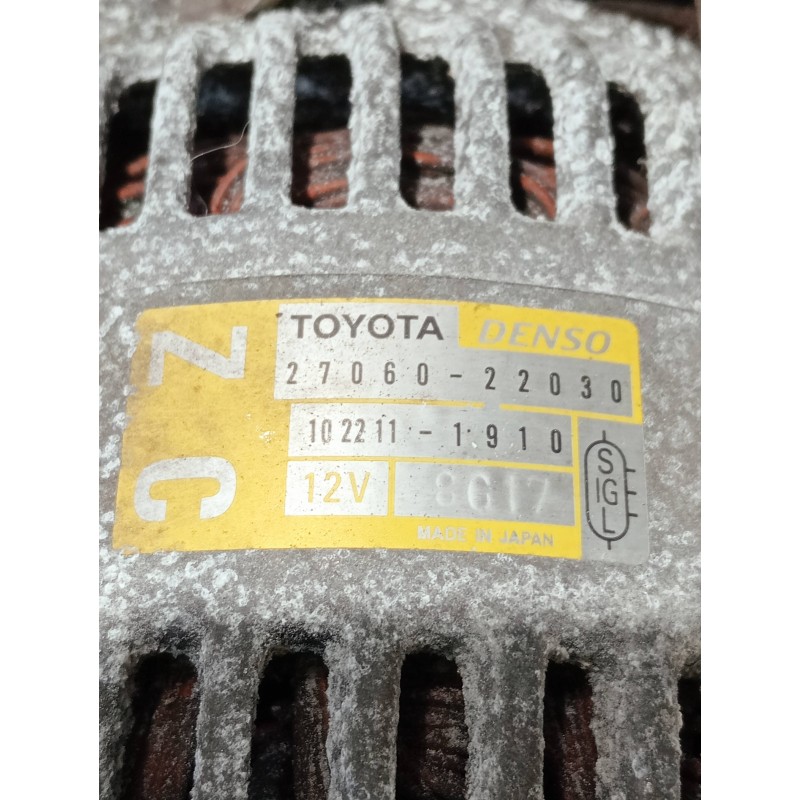 ZC
TOYOTA DENSO
27060-22030
102211-1910
12V 8G17
MADE IN JAPAN
S
IG
L